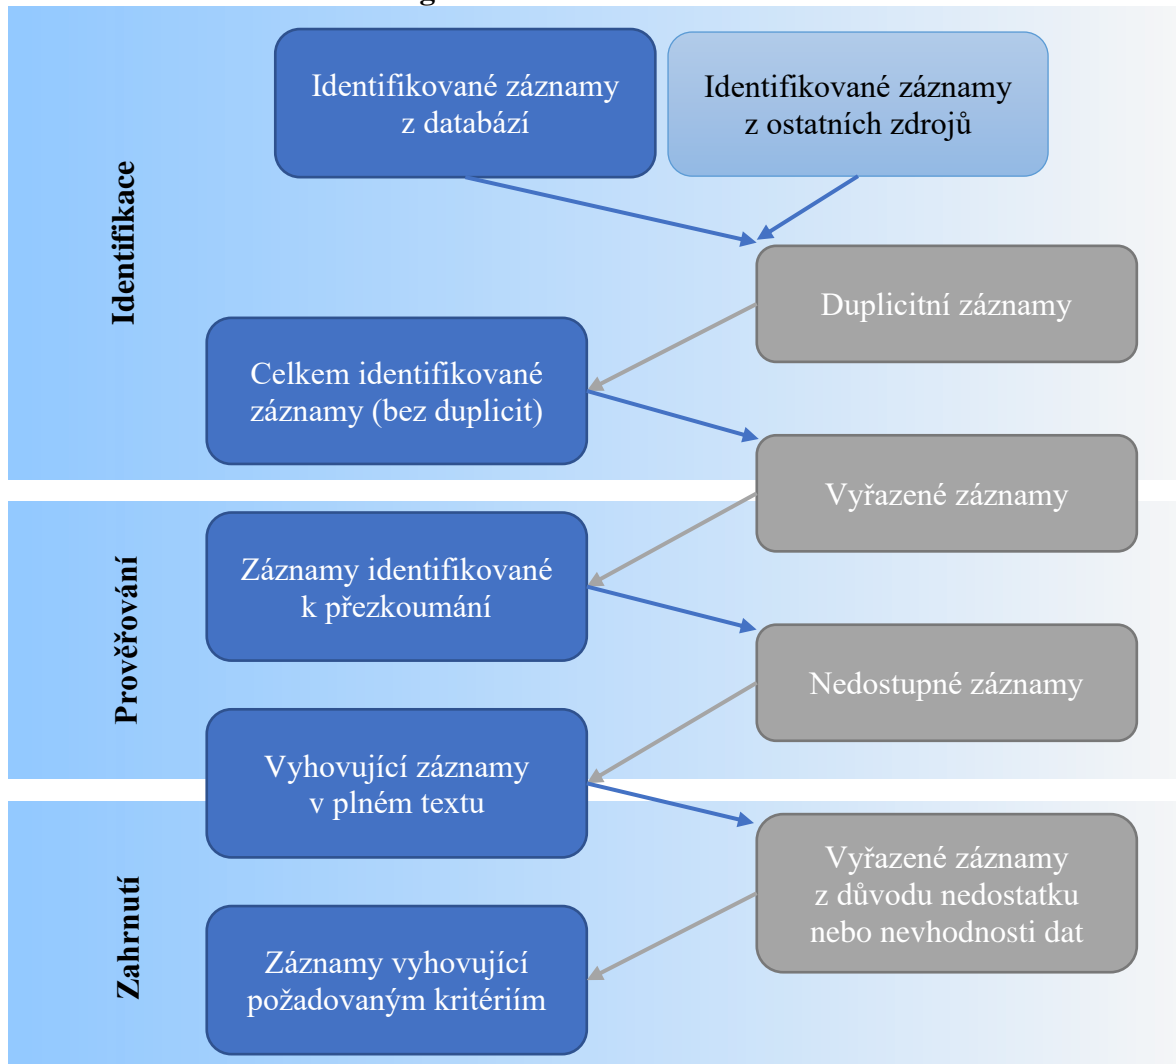 Identifikované záznamy
z databází
Identifikované záznamy
z ostatních zdrojů
Identifikace
Duplicitní záznamy
Celkem identifikované
záznamy (bez duplicit)
Vyřazené záznamy
Prověřování
Záznamy identifikované
k přezkoumání
Nedostupné záznamy
Vyhovující záznamy
v plném textu
Zahrnutí
Vyřazené záznamy
z důvodu nedostatku
nebo nevhodnosti dat
Záznamy vyhovující
požadovaným kritériím